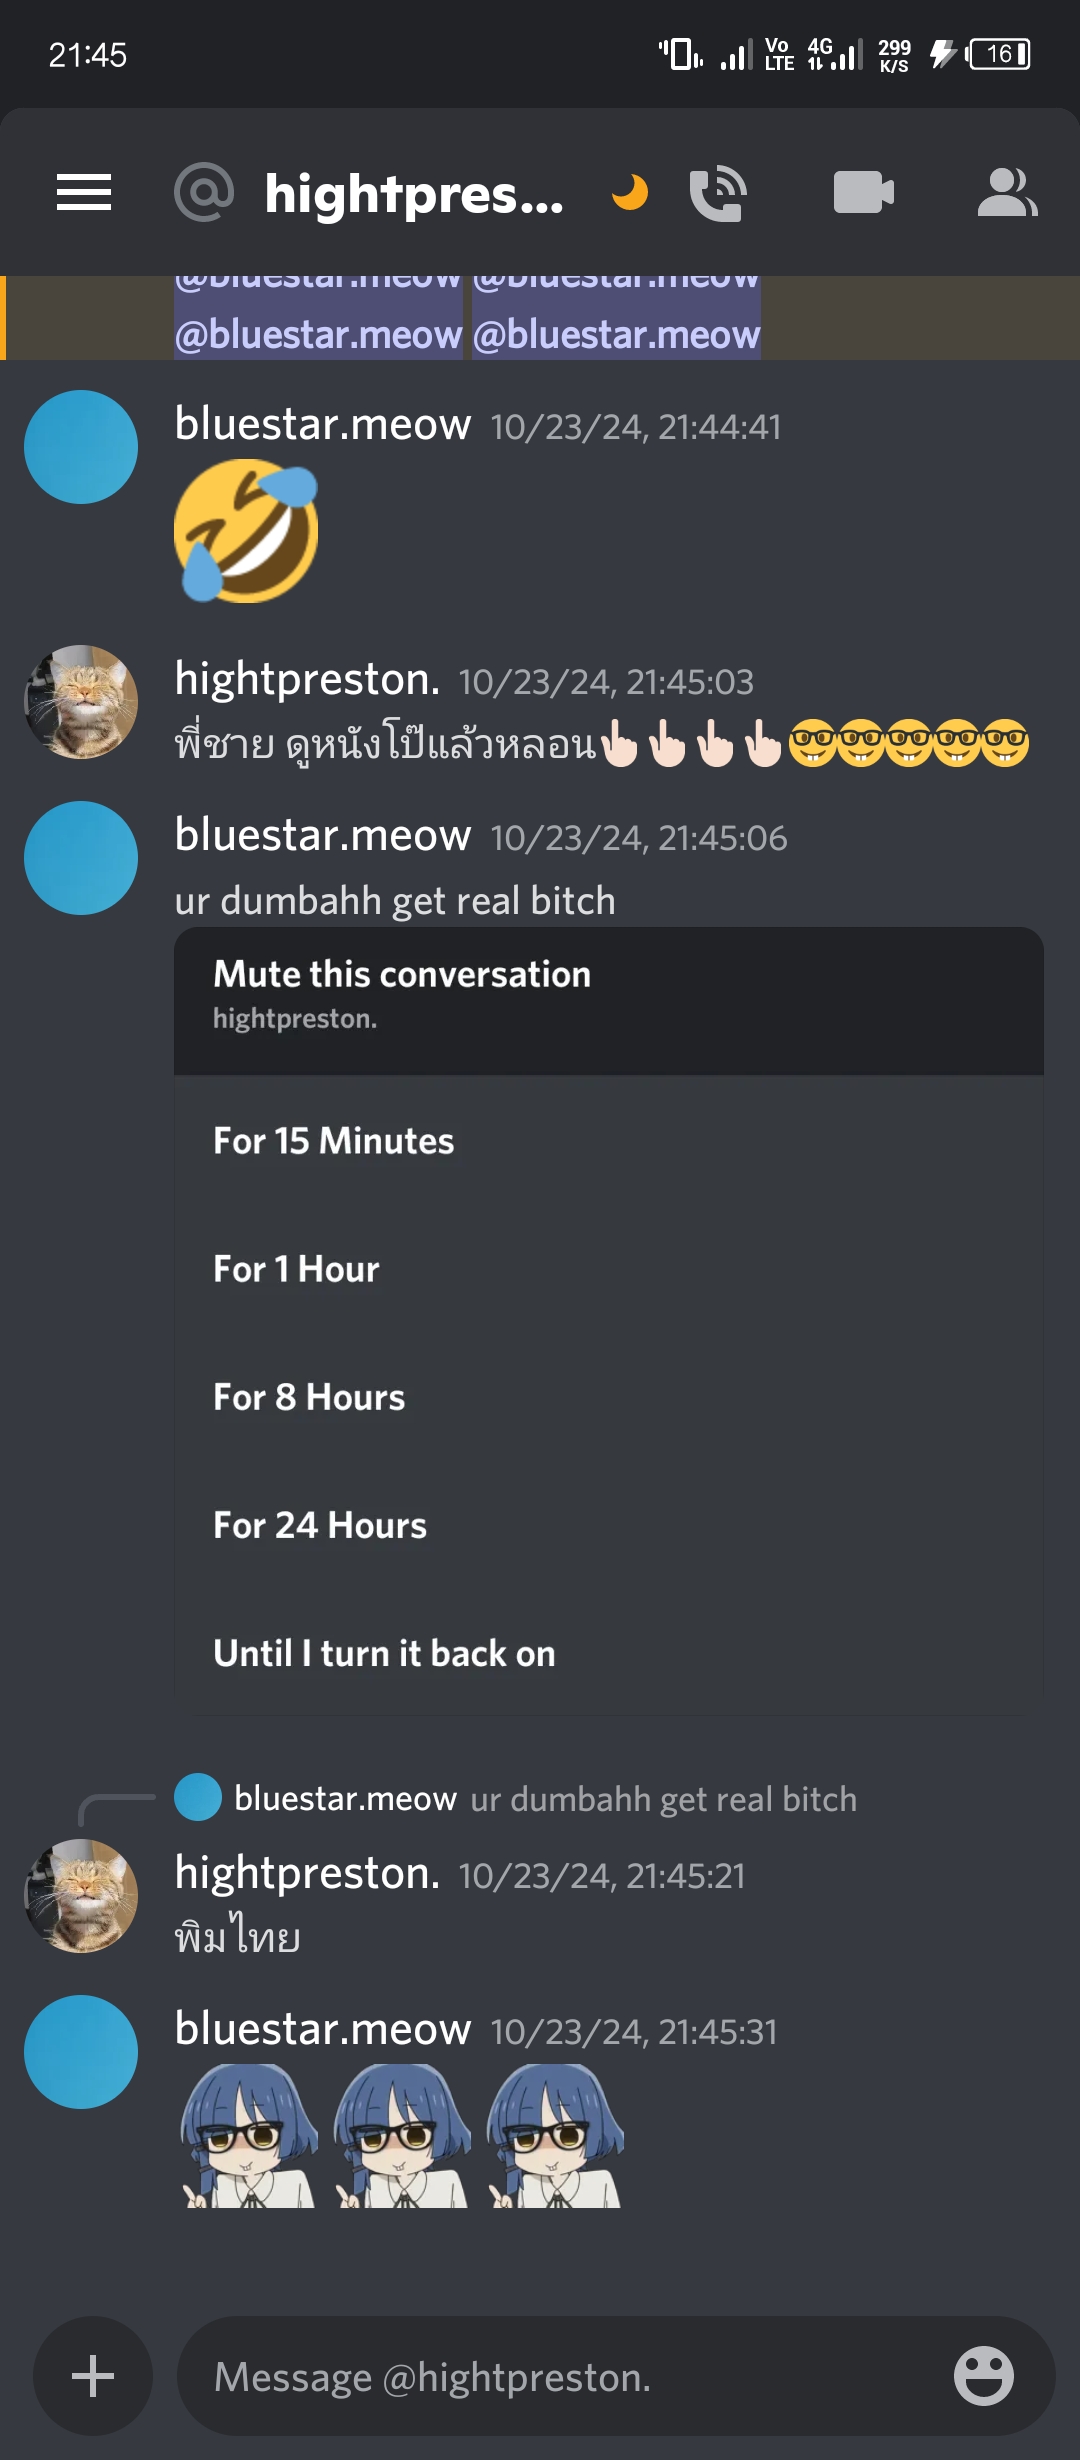 21:45
Vo LTE 4G 299 K/S 16
hightpres...
@bluestar.meow @bluestar.meow
@bluestar.meow @bluestar.meow
bluestar.meow 10/23/24, 21:44:41
🤣
hightpreston. 10/23/24, 21:45:03
พี่ชาย ดูหนังโป๊แล้วหลอน👆🏻👆🏻👆🏻👆🏻🤓🤓🤓🤓🤓
bluestar.meow 10/23/24, 21:45:06
ur dumbahh get real bitch
Mute this conversation
hightpreston.
For 15 Minutes
For 1 Hour
For 8 Hours
For 24 Hours
Until I turn it back on
bluestar.meow ur dumbahh get real bitch
hightpreston. 10/23/24, 21:45:21
พิมไทย
bluestar.meow 10/23/24, 21:45:31
Message @hightpreston.